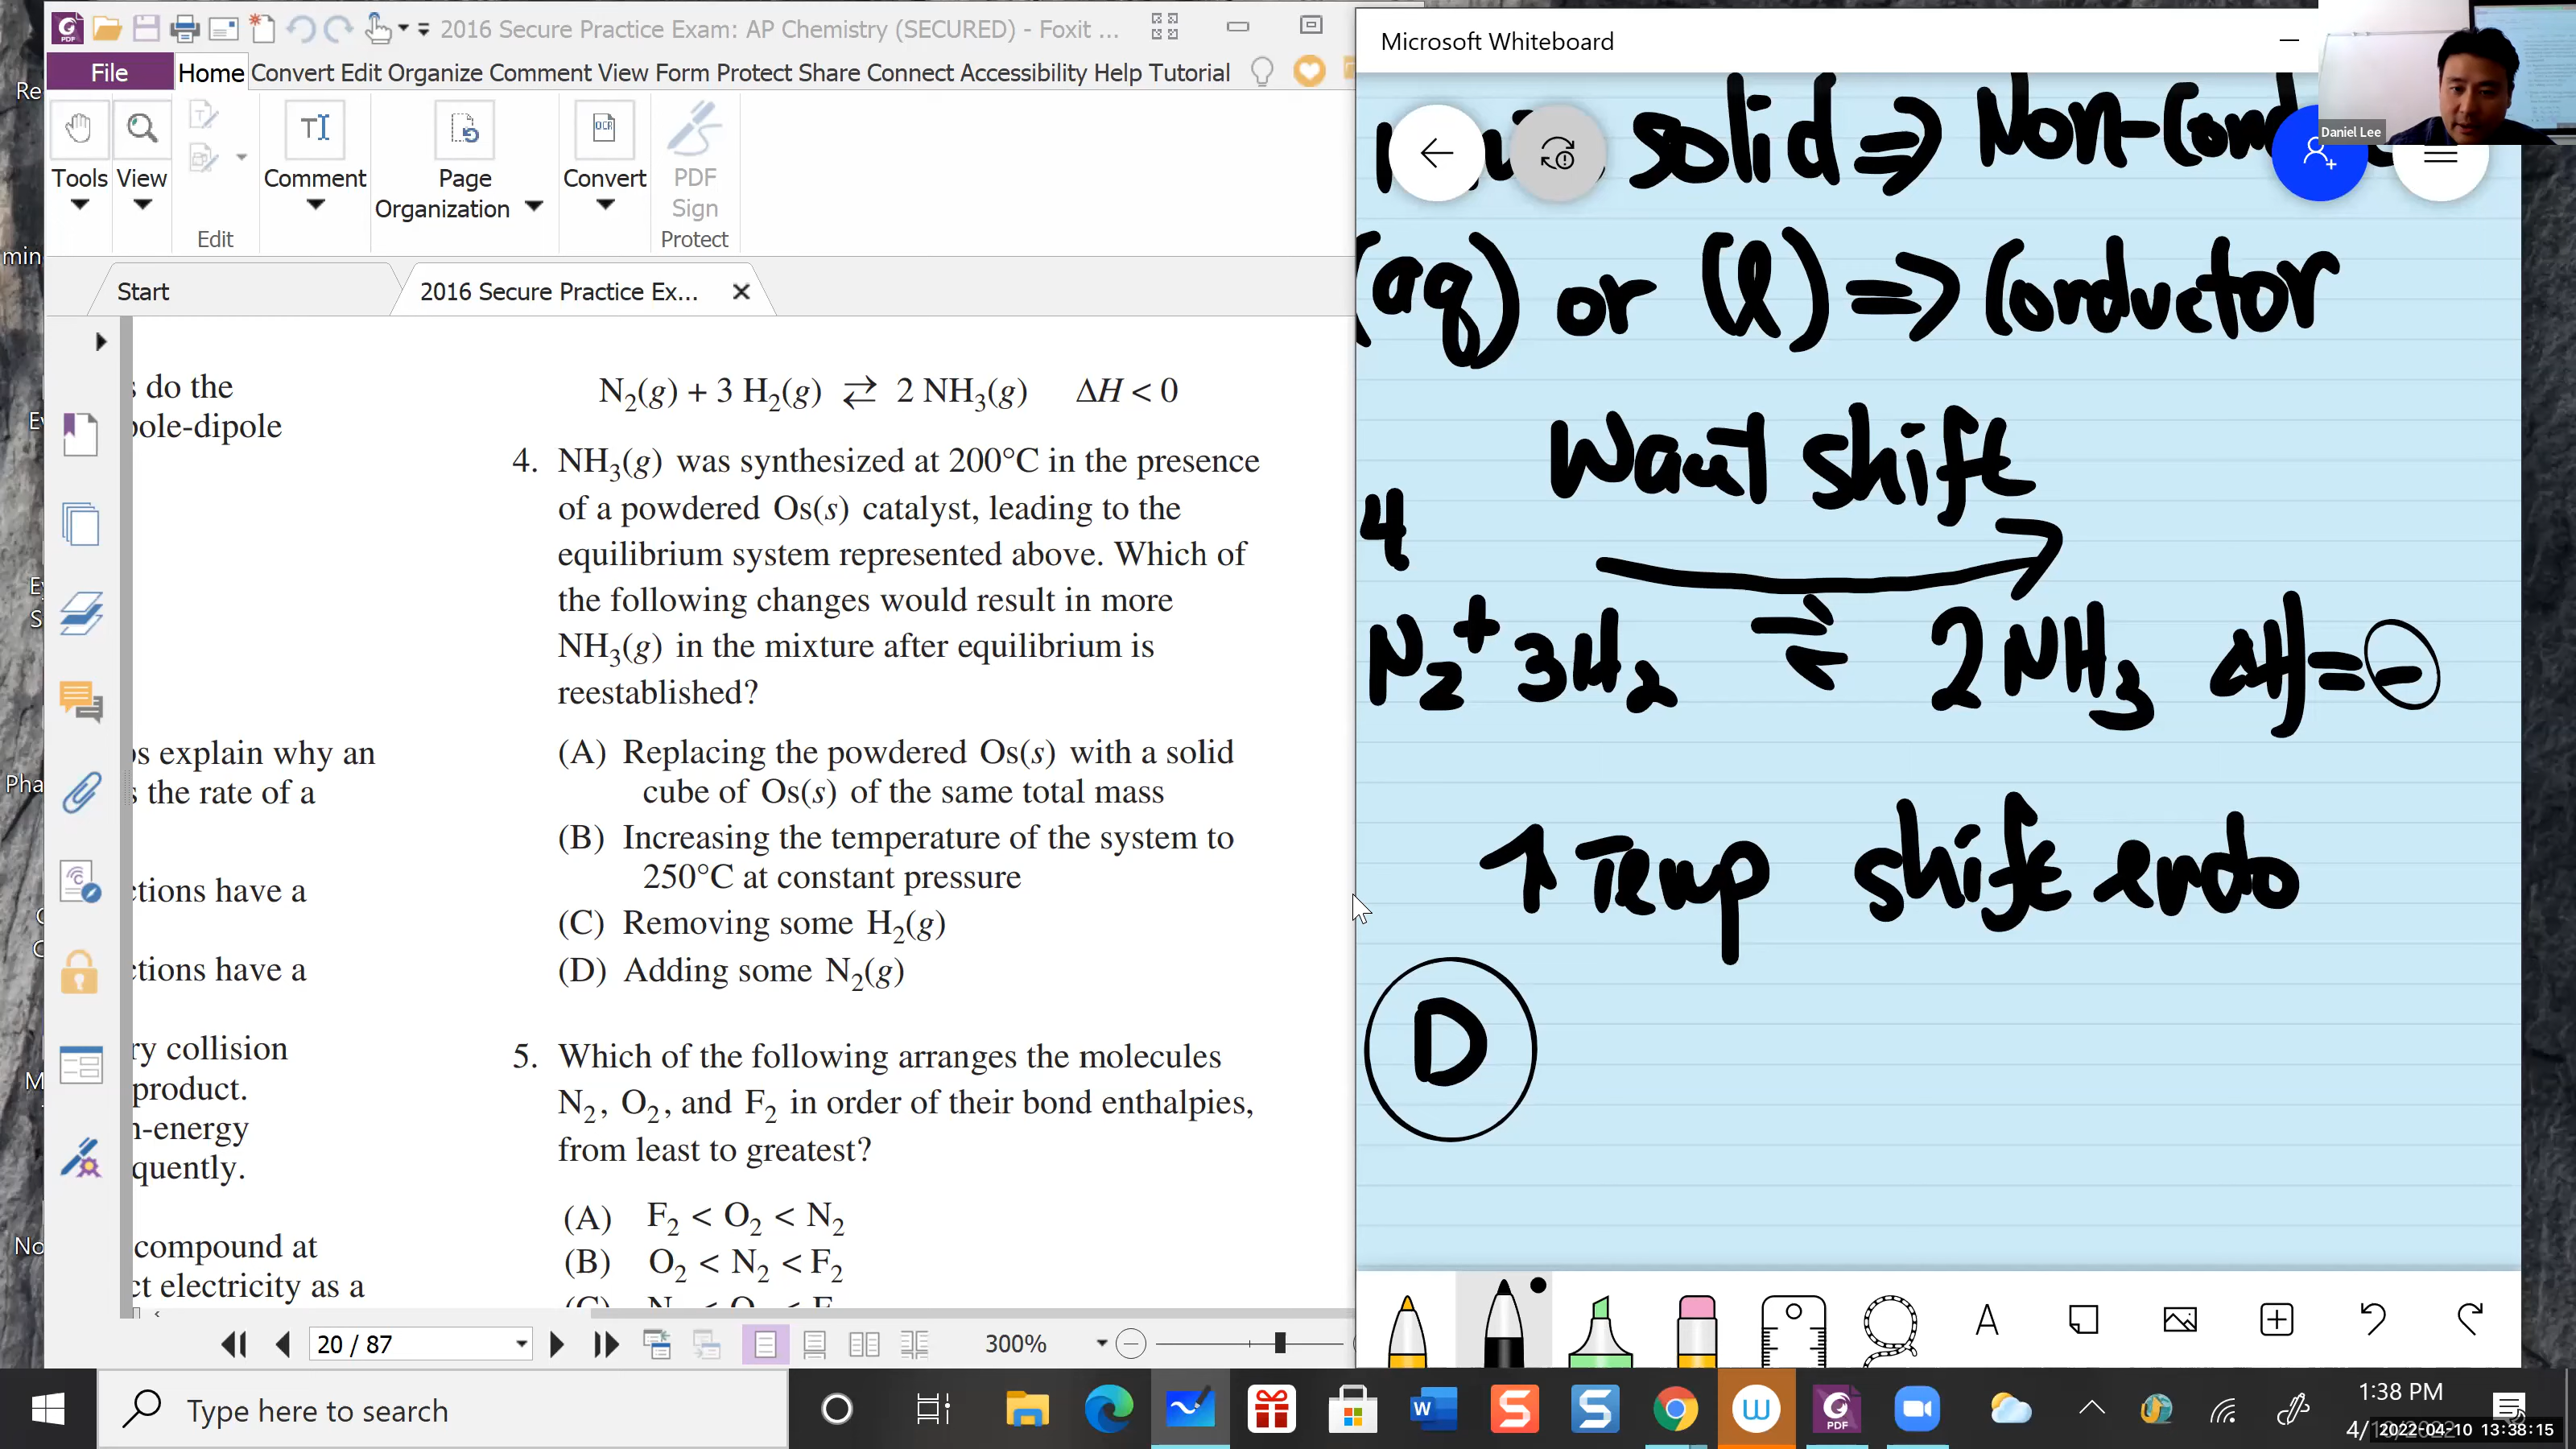 2016 Secure Practice Exam: AP Chemistry (SECURED) - Foxit ...
File Home Convert Edit Organize Comment View Form Protect Share Connect Accessibility Help Tutorial
Tools View Edit Comment Page Organization Convert PDF Sign Protect
Start
2016 Secure Practice Ex...
s do the
pole-dipole
ps explain why an
s the rate of a
ctions have a
ctions have a
ry collision
product.
n-energy
quently.
compound at
ct electricity as a
N₂(g) + 3 H₂(g) ⇄ 2 NH₃(g) ΔH < 0
4. NH₃(g) was synthesized at 200°C in the presence
of a powdered Os(s) catalyst, leading to the
equilibrium system represented above. Which of
the following changes would result in more
NH₃(g) in the mixture after equilibrium is
reestablished?
(A) Replacing the powdered Os(s) with a solid
cube of Os(s) of the same total mass
(B) Increasing the temperature of the system to
250°C at constant pressure
(C) Removing some H₂(g)
(D) Adding some N₂(g)
5. Which of the following arranges the molecules
N₂, O₂, and F₂ in order of their bond enthalpies,
from least to greatest?
(A) F₂ < O₂ < N₂
(B) O₂ < N₂ < F₂
20 / 87
300%
Microsoft Whiteboard
Daniel Lee
solid ⇒ Non-Cond
(aq) or (l) ⇒ Conductor
Want shift
4
N₂ + 3H₂ ⇌ 2NH₃ ΔH = -
↑ Temp shift endo
D
Type here to search
1:38 PM
2022-04-10 13:38:15